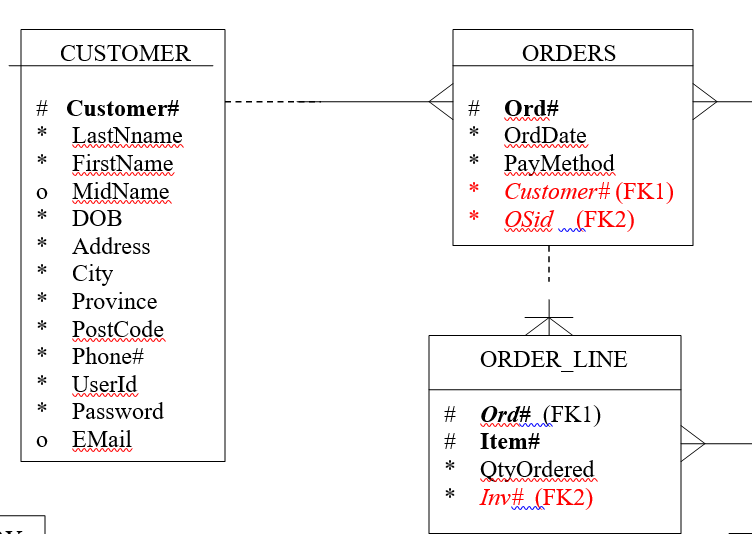 CUSTOMER
# Customer#
* LastNname
* FirstName
o MidName
* DOB
* Address
* City
* Province
* PostCode
* Phone#
* UserId
* Password
o EMail
ORDERS
# Ord#
* OrdDate
* PayMethod
* Customer# (FK1)
* OSid (FK2)
ORDER_LINE
# Ord# (FK1)
# Item#
* QtyOrdered
* Inv# (FK2)